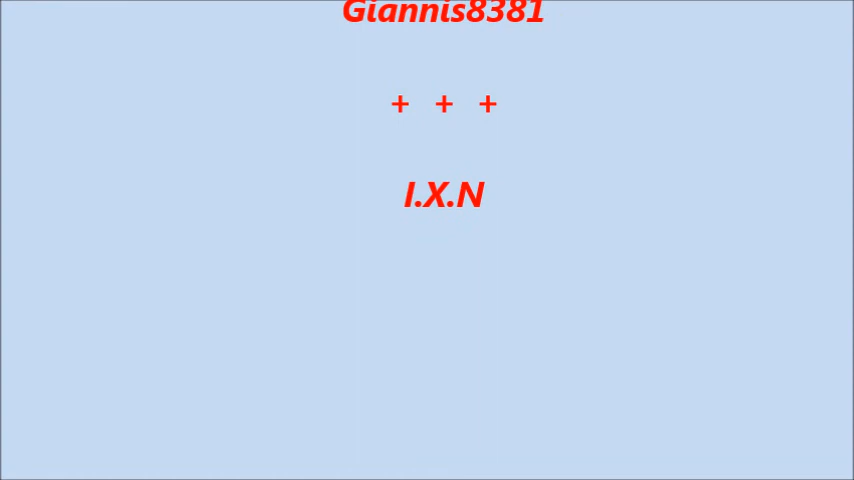 Giannis8381
+ + +
I.X.N